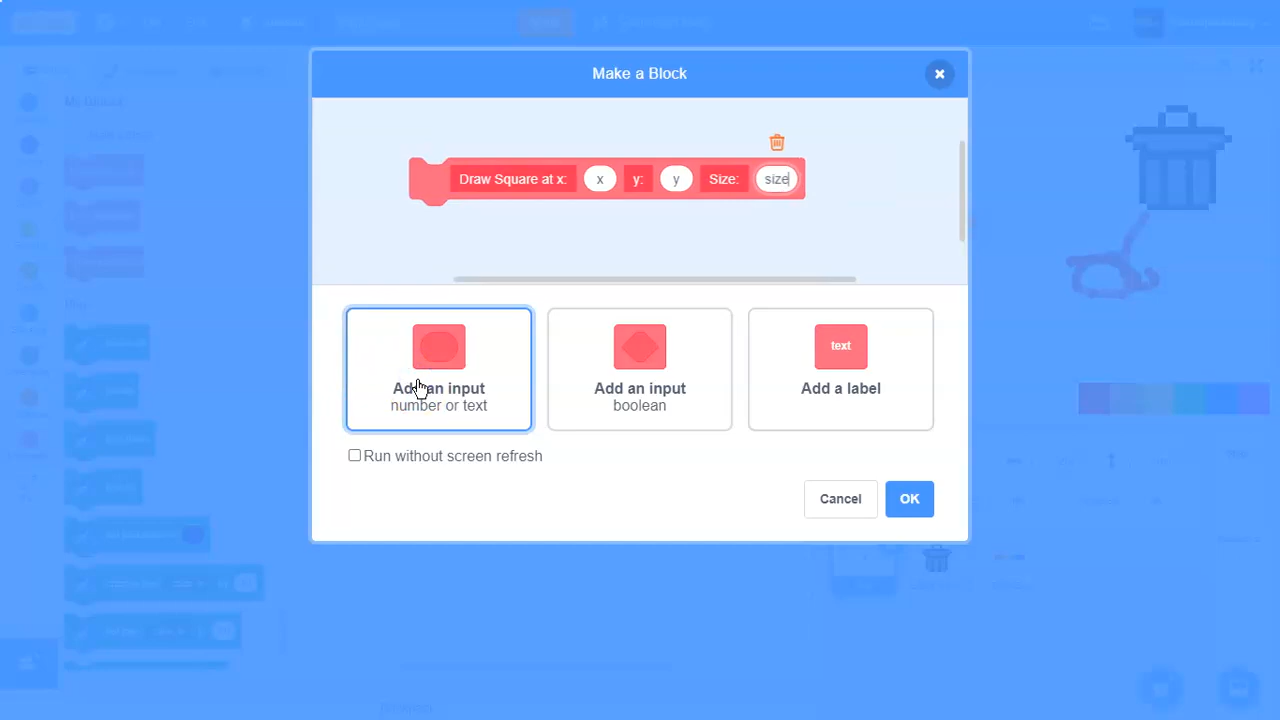 Make a Block
Draw Square at x: x y: y Size: size
text
Add an input
number or text
Add an input
boolean
Add a label
Run without screen refresh
Cancel
OK